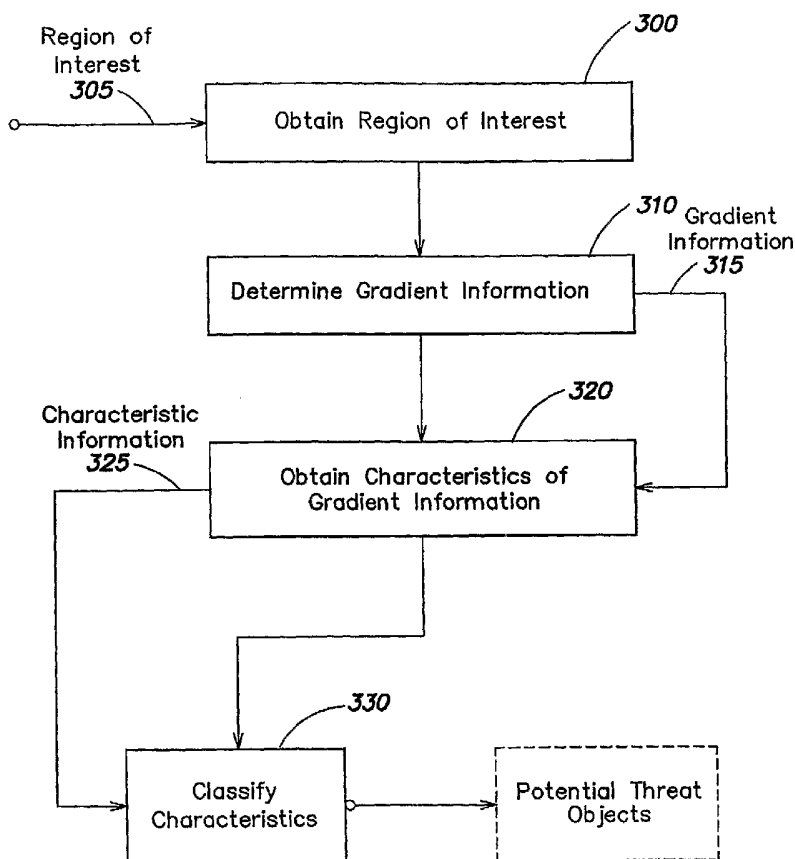 300
Region of
Interest
305
Obtain Region of Interest
310
Gradient
Information
315
Determine Gradient Information
320
Characteristic
Information
325
Obtain Characteristics of
Gradient Information
330
Classify
Characteristics
Potential Threat
Objects